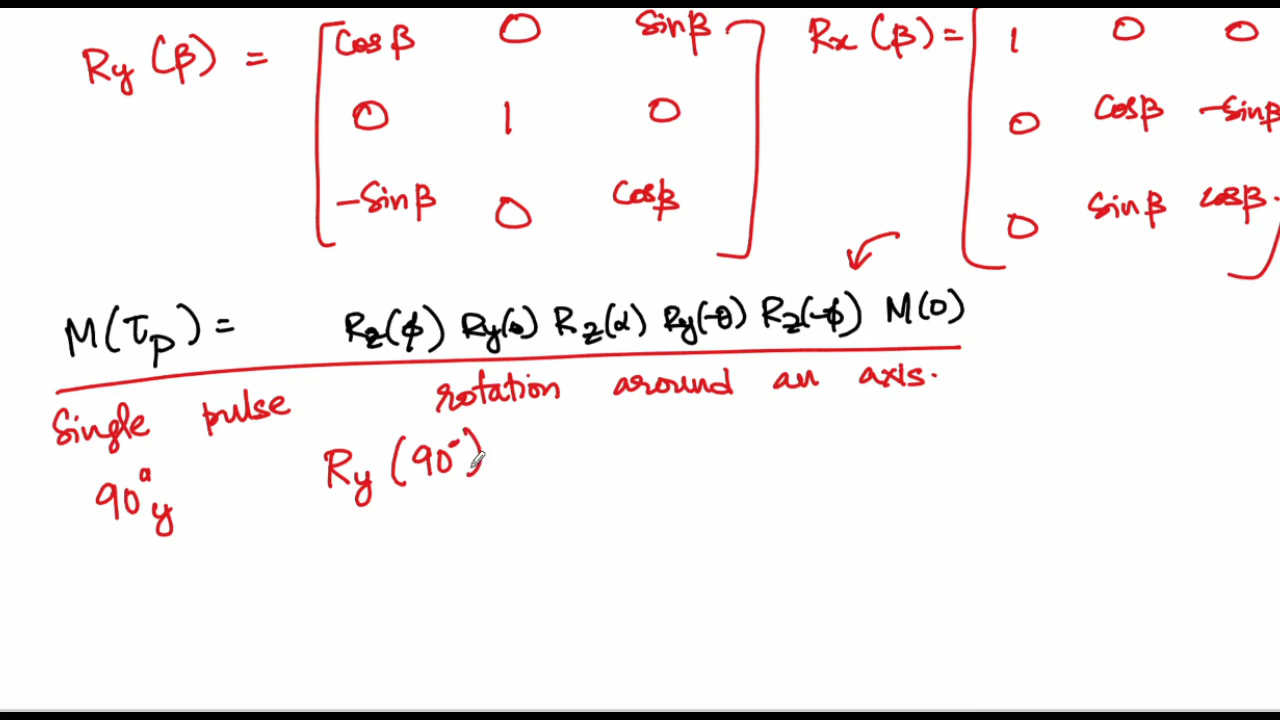 Ry (β) = [ Cosβ 0 Sinβ ] Rx (β) = [ 1 0 0
0 1 0 0 Cosβ -Sinβ
-Sinβ 0 Cosβ 0 Sinβ Cosβ. ]
M(τp) = Rz(ϕ) Ry(θ) Rz(α) Ry(-θ) Rz(-ϕ) M(0)
Single pulse rotation around an axis.
90°y Ry (90°)